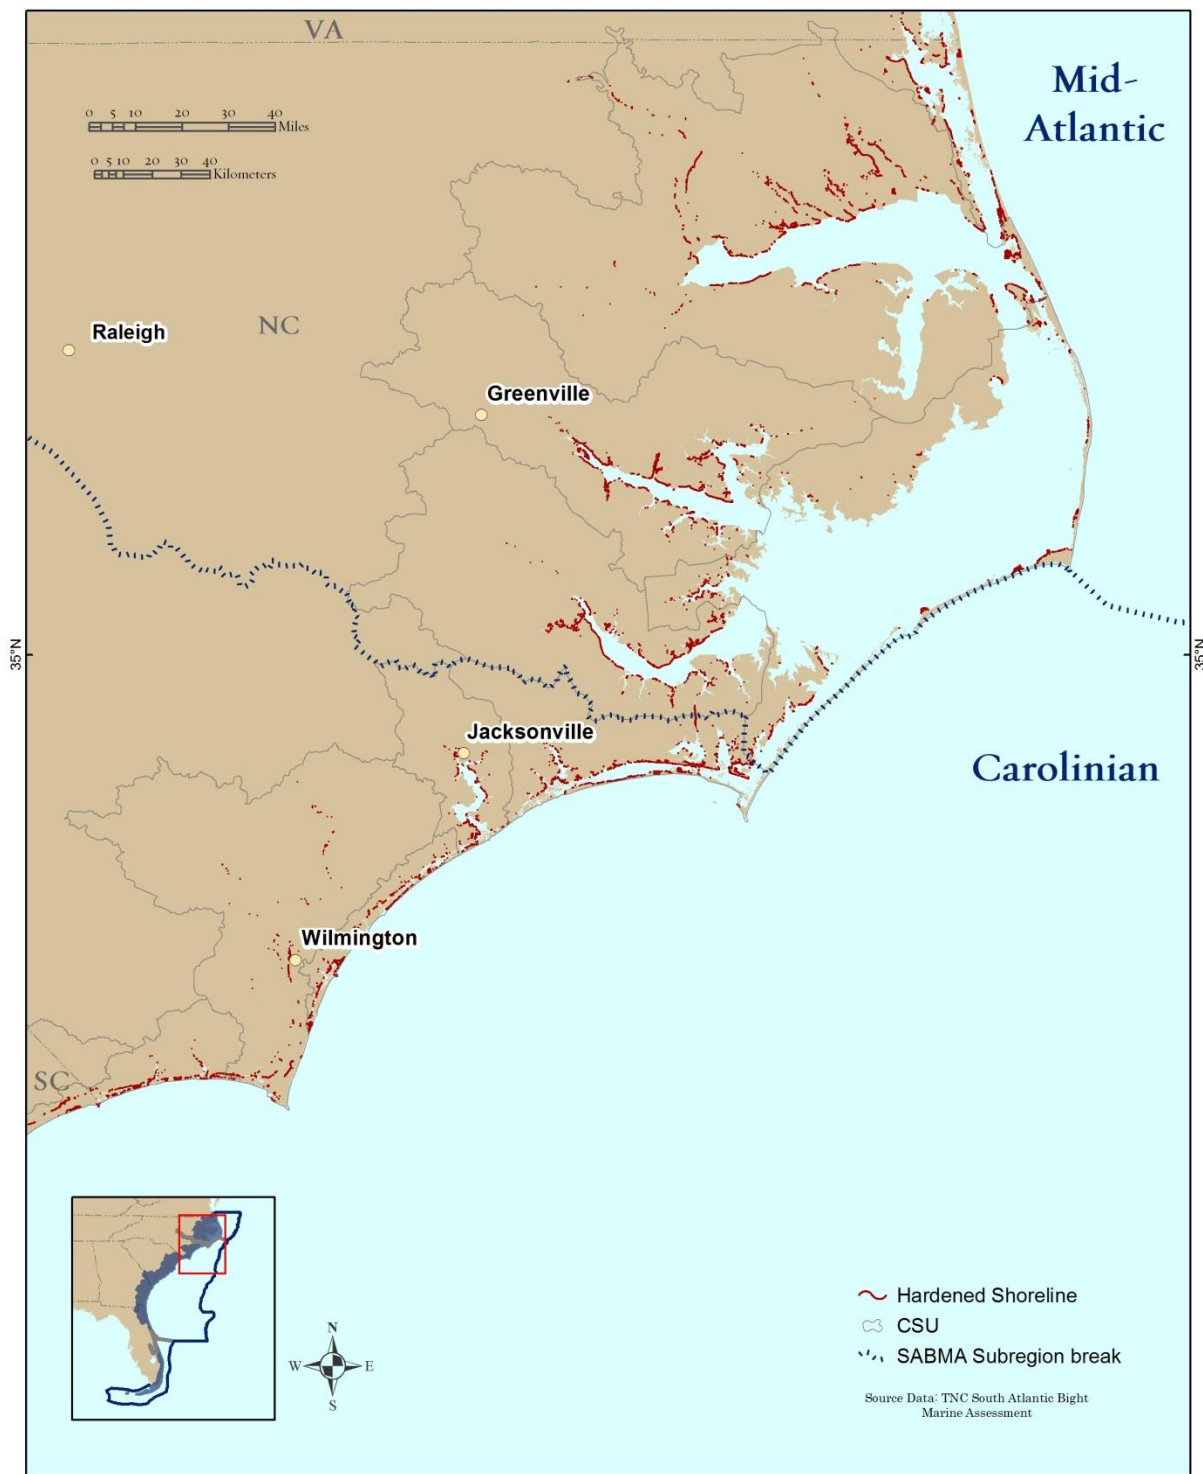 VA
Mid-
Atlantic
0 5 10 20 30 40
Miles
0 5 10 20 30 40
Kilometers
NC
Raleigh
Greenville
35°N
35°N
Jacksonville
Carolinian
Wilmington
SC
Hardened Shoreline
CSU
SABMA Subregion break
N
W E
S
Source Data: TNC South Atlantic Bight
Marine Assessment